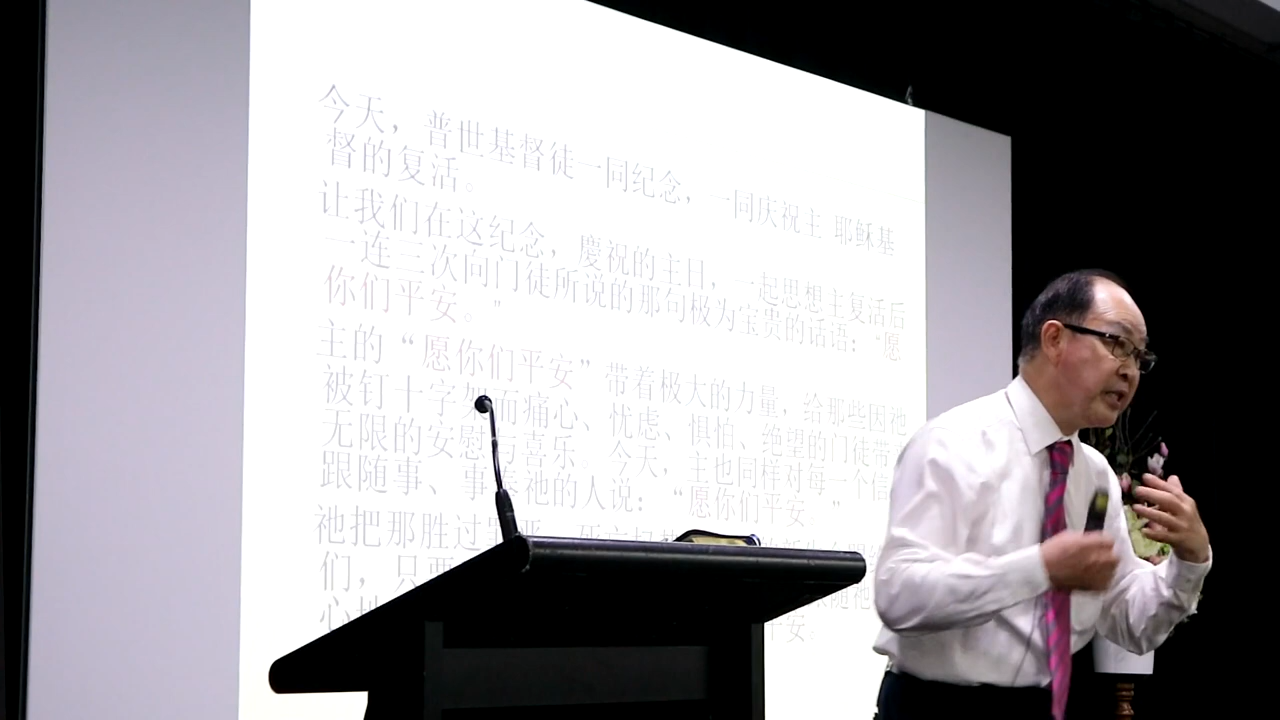 今天，普世基督徒一同纪念，一同庆祝主 耶稣基
督的复活。
让我们在这纪念，慶祝的主日，一起思想主复活后
一连三次向门徒所说的那句极为宝贵的话语：“愿
你们平安。”
主的“愿你们平安”带着极大的力量，给那些因祂
被钉十字架而痛心、忧虑、惧怕、绝望的门徒带
无限的安慰与喜乐。今天，主也同样对每一个信
跟随事、事奉祂的人说：“愿你们平安。”
祂把那胜过罪恶、死亡
们，只要 随祂
心 平安。